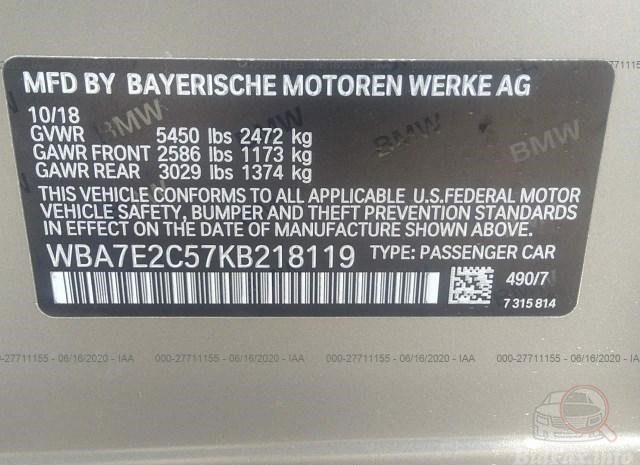 MFD BY BAYERISCHE MOTOREN WERKE AG
10/18
GVWR 5450 lbs 2472 kg
GAWR FRONT 2586 lbs 1173 kg
GAWR REAR 3029 lbs 1374 kg
THIS VEHICLE CONFORMS TO ALL APPLICABLE U.S.FEDERAL MOTOR
VEHICLE SAFETY, BUMPER, AND THEFT PREVENTION STANDARDS
IN EFFECT ON THE DATE OF MANUFACTURE SHOWN ABOVE.
WBA7E2C57KB218119 TYPE: PASSENGER CAR
490/7
7 315 814
BMW
BMW
BMW
000-27711155 - 06/16/2020 - IAA
000-27711155 - 06/16/2020 - IAA
000-27711155 - 06/16/2020 - IAA
BidFax.info